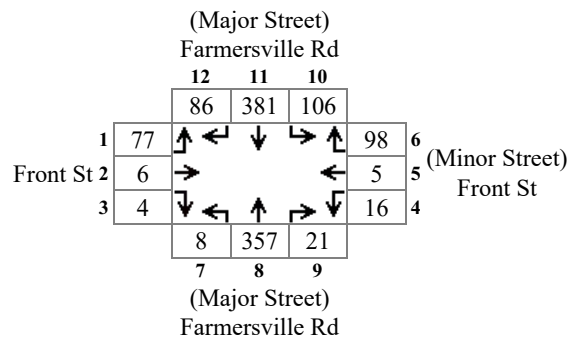 (Major Street)
Farmersville Rd
12 11 10
86 381 106
1 77 98 6
Front St 2 6 5 5 (Minor Street)
Front St
3 4 16 4
8 357 21
7 8 9
(Major Street)
Farmersville Rd